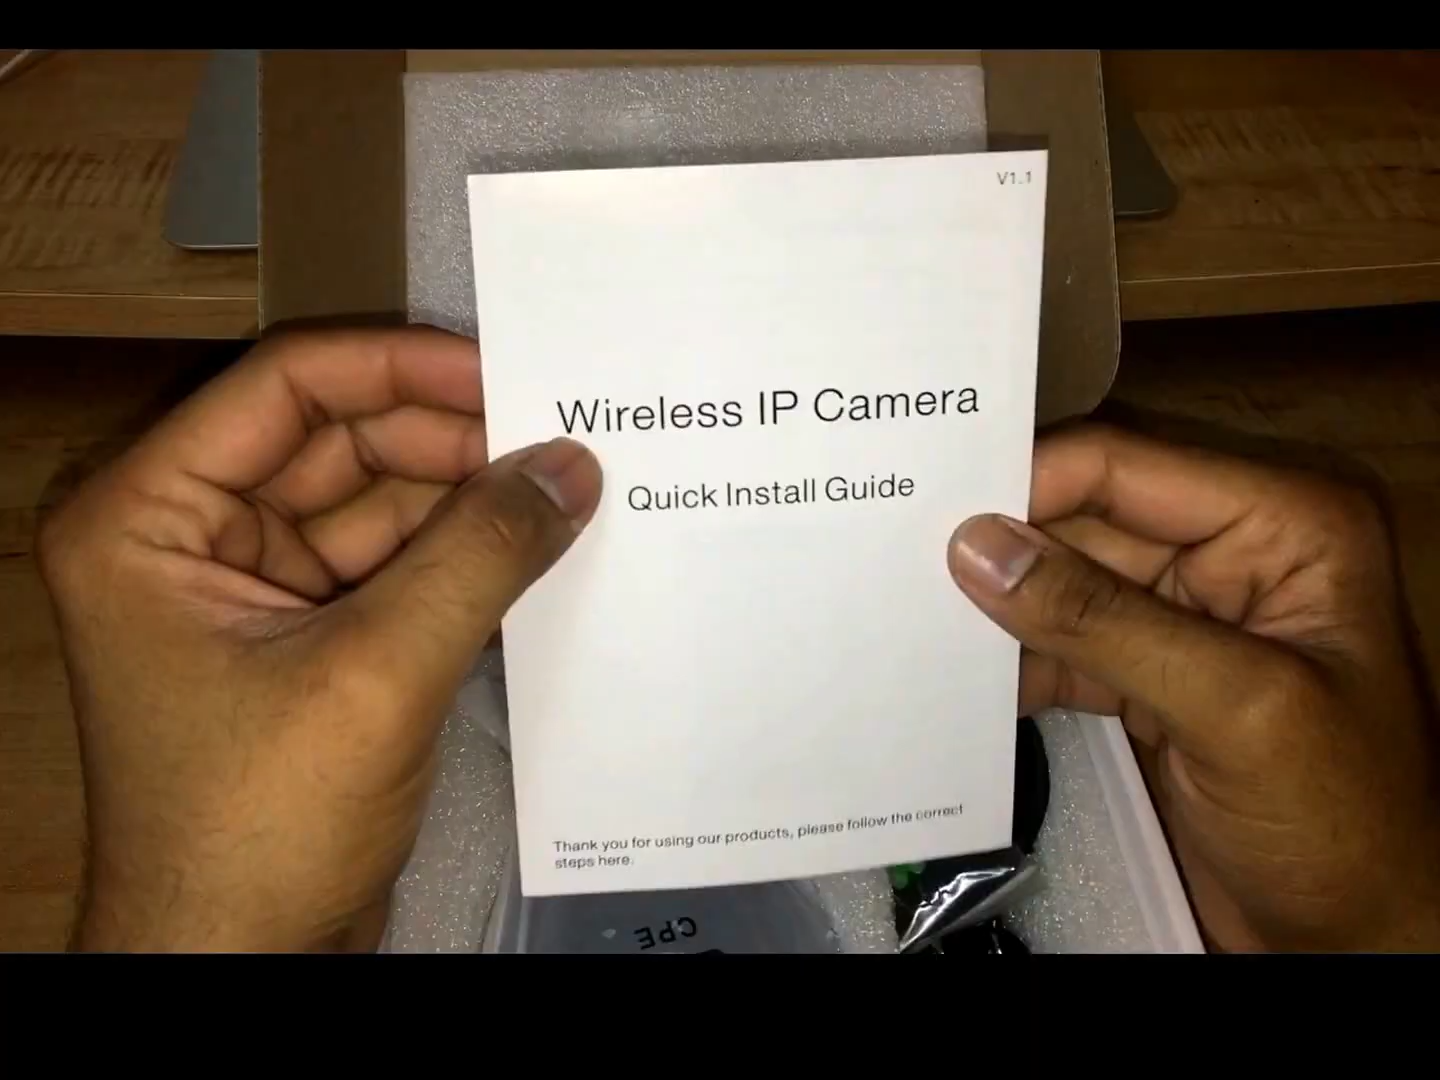 V1.1
Wireless IP Camera
Quick Install Guide
Thank you for using our products, please follow the correct
steps here.
CPE